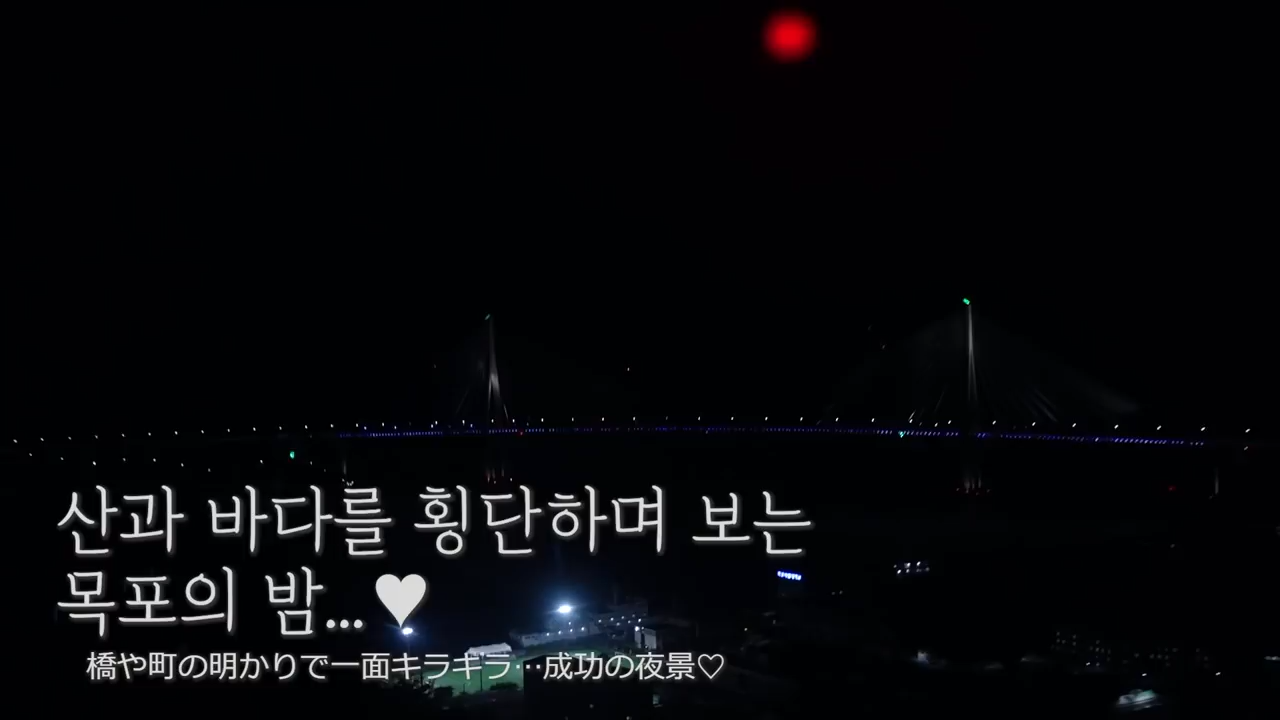 산과 바다를 횡단하며 보는
목포의 밤...♥
橋や町の明かりで一面キラキラ…成功の夜景♡